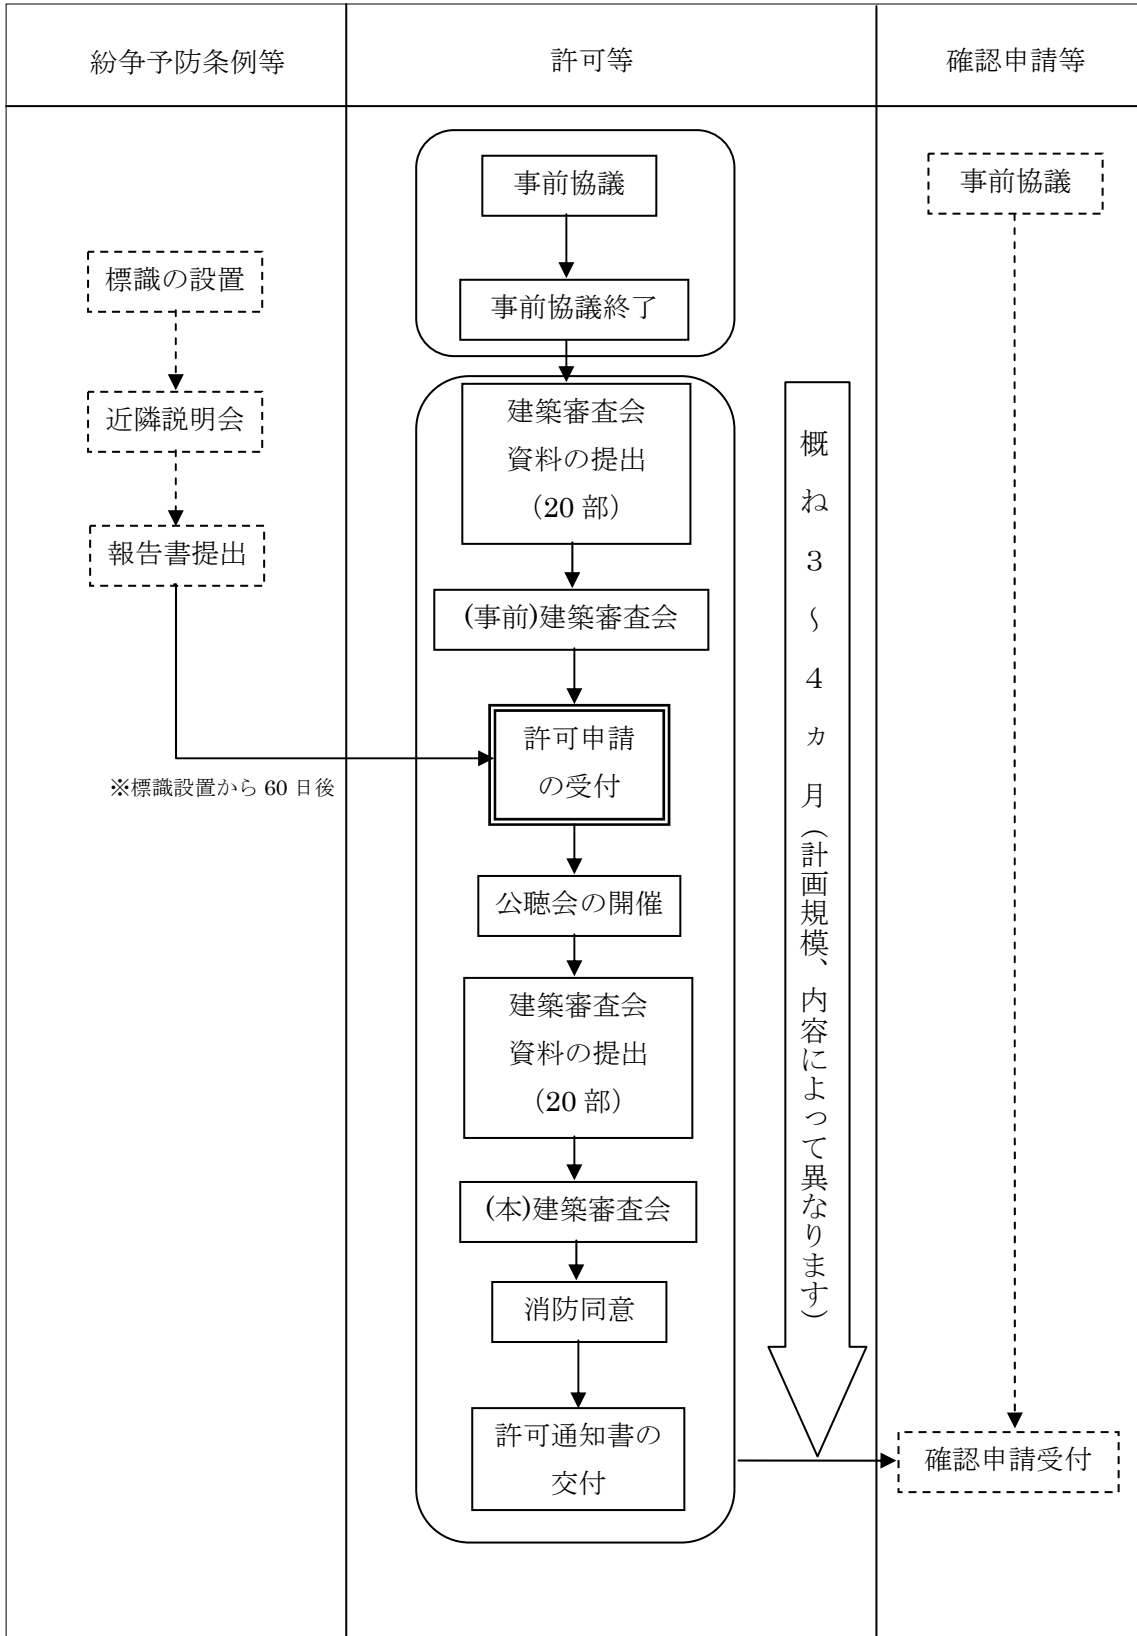 紛争予防条例等
許可等
確認申請等
標識の設置
近隣説明会
報告書提出
※標識設置から 60 日後
事前協議
事前協議終了
建築審査会
資料の提出
（20 部）
(事前)建築審査会
許可申請
の受付
公聴会の開催
建築審査会
資料の提出
（20 部）
(本)建築審査会
消防同意
許可通知書の
交付
概ね３～４ヵ月（計画規模、内容によって異なります）
事前協議
確認申請受付